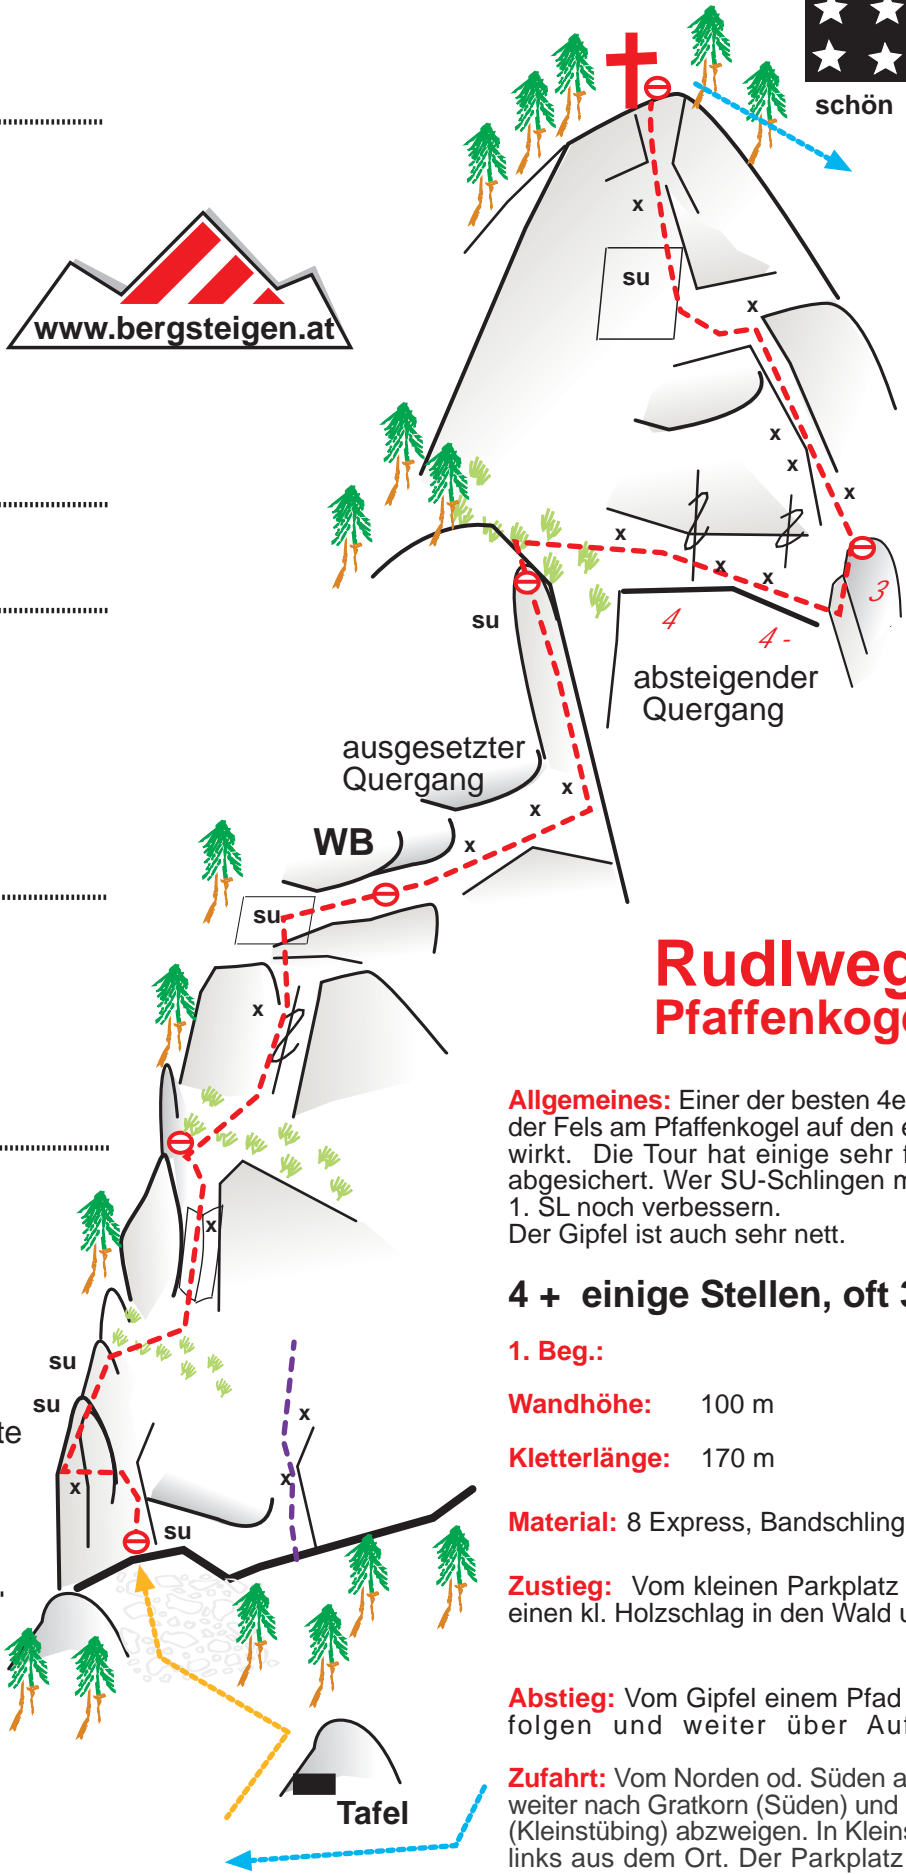 schön
x
su
www.bergsteigen.at
x
x
x
x
x
x
x
3
su
4
4 -
absteigender
Quergang
ausgesetzter
Quergang
x
x
WB
x
su
x
Rudlweg
Pfaffenkoge
Allgemeines: Einer der besten 4e
der Fels am Pfaffenkogel auf den e
wirkt. Die Tour hat einige sehr f
abgesichert. Wer SU-Schlingen m
1. SL noch verbessern.
Der Gipfel ist auch sehr nett.
x
4 + einige Stellen, oft 3
su
1. Beg.:
su
x
te
Wandhöhe: 100 m
Kletterlänge: 170 m
x
x
su
Material: 8 Express, Bandschling
Zustieg: Vom kleinen Parkplatz
einen kl. Holzschlag in den Wald u
Abstieg: Vom Gipfel einem Pfad
folgen und weiter über Auf
Zufahrt: Vom Norden od. Süden a
weiter nach Gratkorn (Süden) und
(Kleinstübing) abzweigen. In Kleins
links aus dem Ort. Der Parkplatz
Tafel